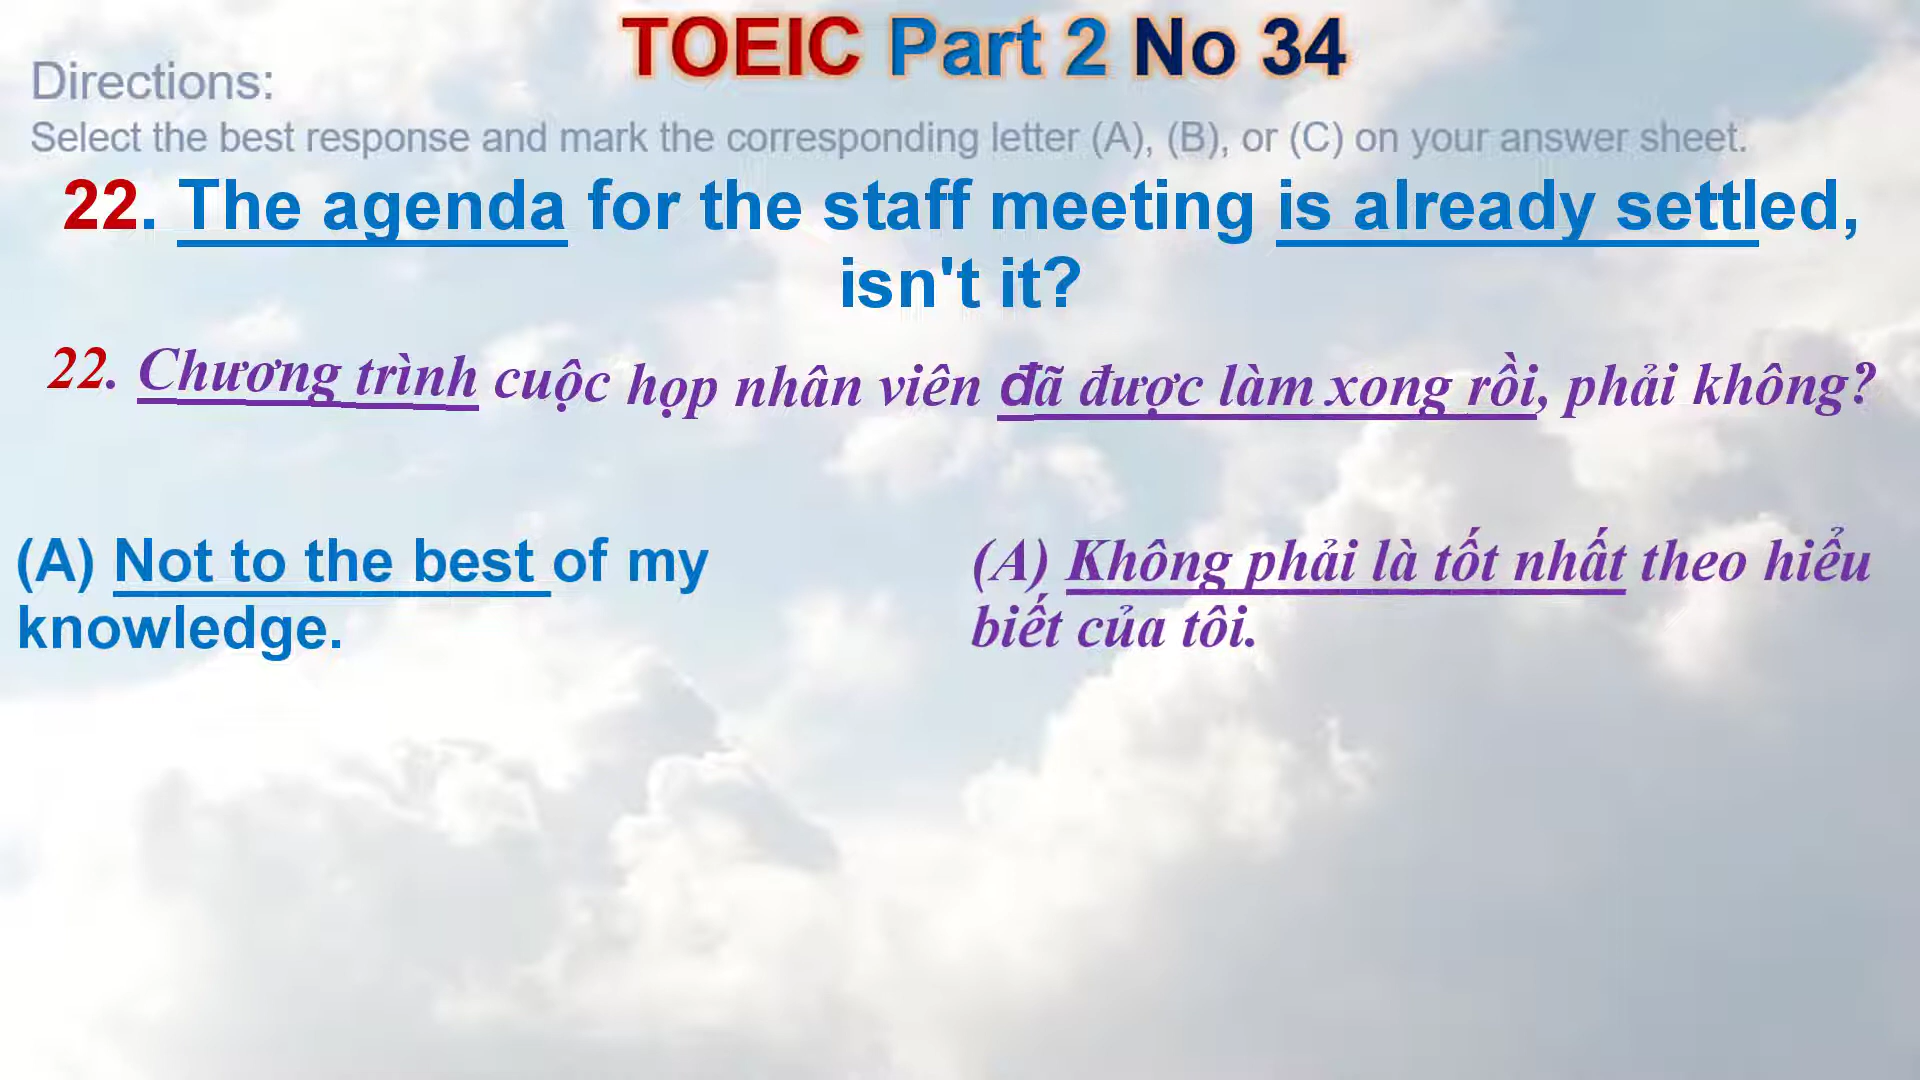 TOEIC Part 2 No 34
Directions:
Select the best response and mark the corresponding letter (A), (B), or (C) on your answer sheet.
22. The agenda for the staff meeting is already settled,
isn't it?
22. Chương trình cuộc họp nhân viên đã được làm xong rồi, phải không?
(A) Not to the best of my
knowledge.
(A) Không phải là tốt nhất theo hiểu
biết của tôi.